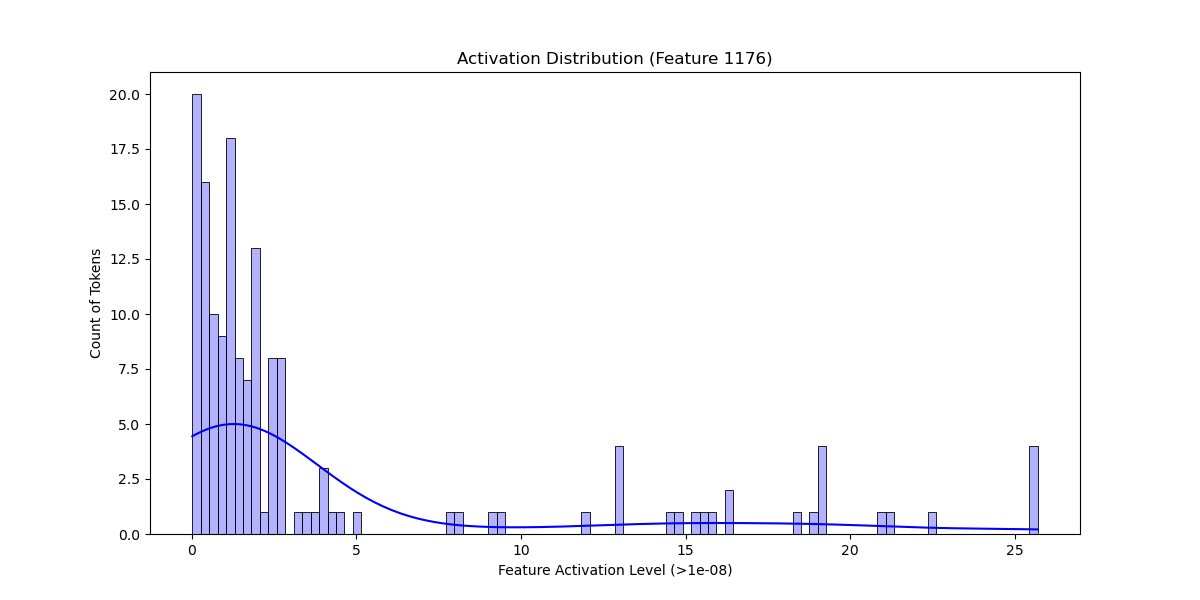 Activation Distribution (Feature 1176)
20.0
17.5
15.0
12.5
10.0
7.5
5.0
2.5
0.0
Count of Tokens
0 5 10 15 20 25
Feature Activation Level (>1e-08)